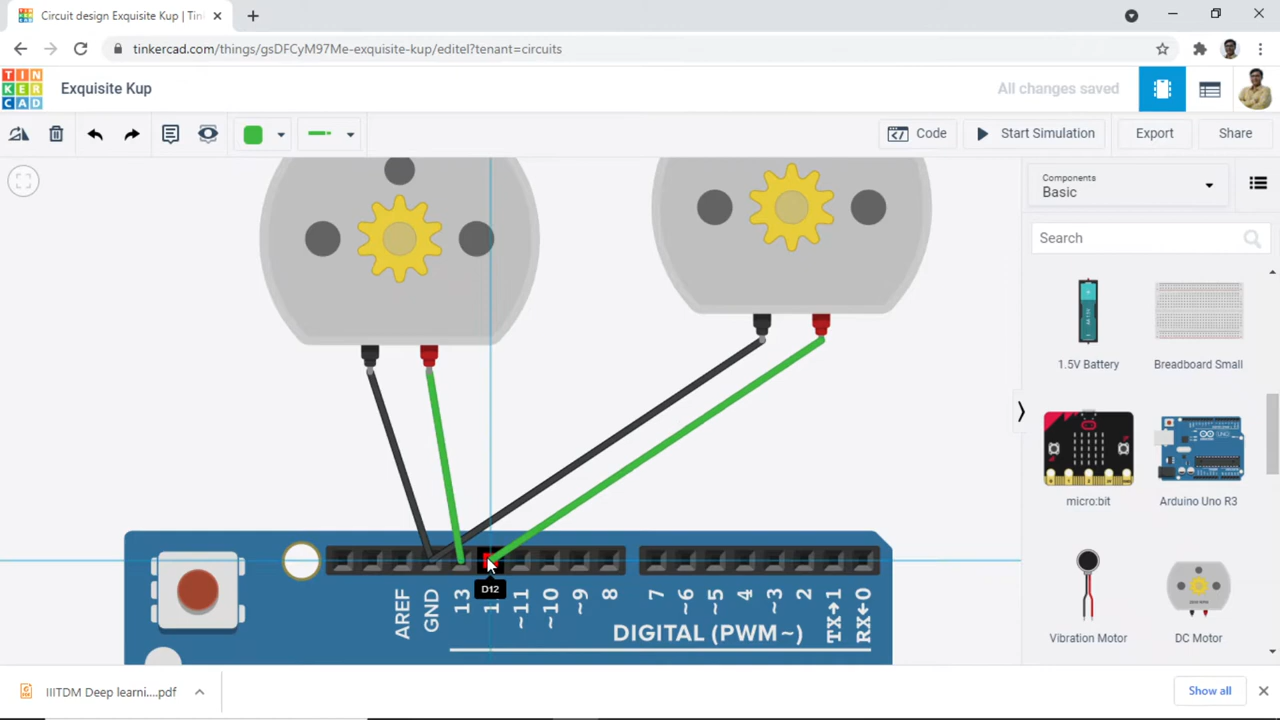 Circuit design Exquisite Kup | Tin
tinkercad.com/things/gsDFCyM97Me-exquisite-kup/editel?tenant=circuits
TIN
KER
CAD
Exquisite Kup
All changes saved
Code
Start Simulation
Export
Share
Components
Basic
Search
1.5V Battery
Breadboard Small
micro:bit
Arduino Uno R3
Vibration Motor
DC Motor
D12
AREF
GND
13
1
~11
~10
~9
8
7
~6
~5
4
~3
2
TX→1
RX←0
DIGITAL (PWM~)
IIITDM Deep learni....pdf
Show all